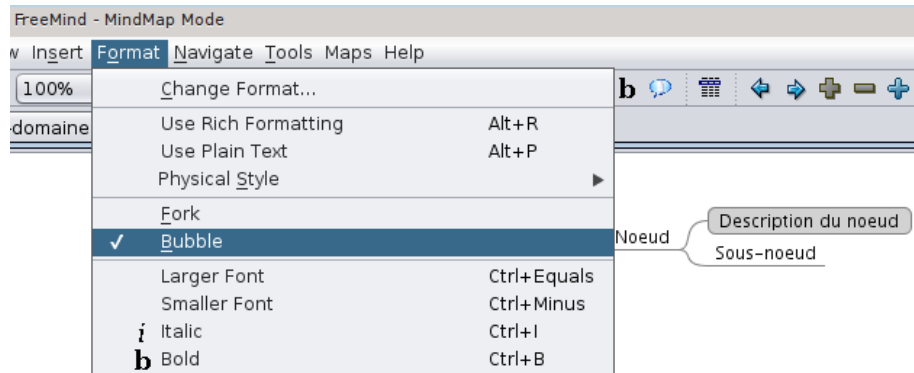 FreeMind - MindMap Mode
w Insert Format Navigate Tools Maps Help
100%
Change Format...
b
-domaine
Use Rich Formatting Alt+R
Use Plain Text Alt+P
Physical Style
Fork
Bubble
Noeud
Description du noeud
Sous-noeud
Larger Font Ctrl+Equals
Smaller Font Ctrl+Minus
i Italic Ctrl+I
b Bold Ctrl+B